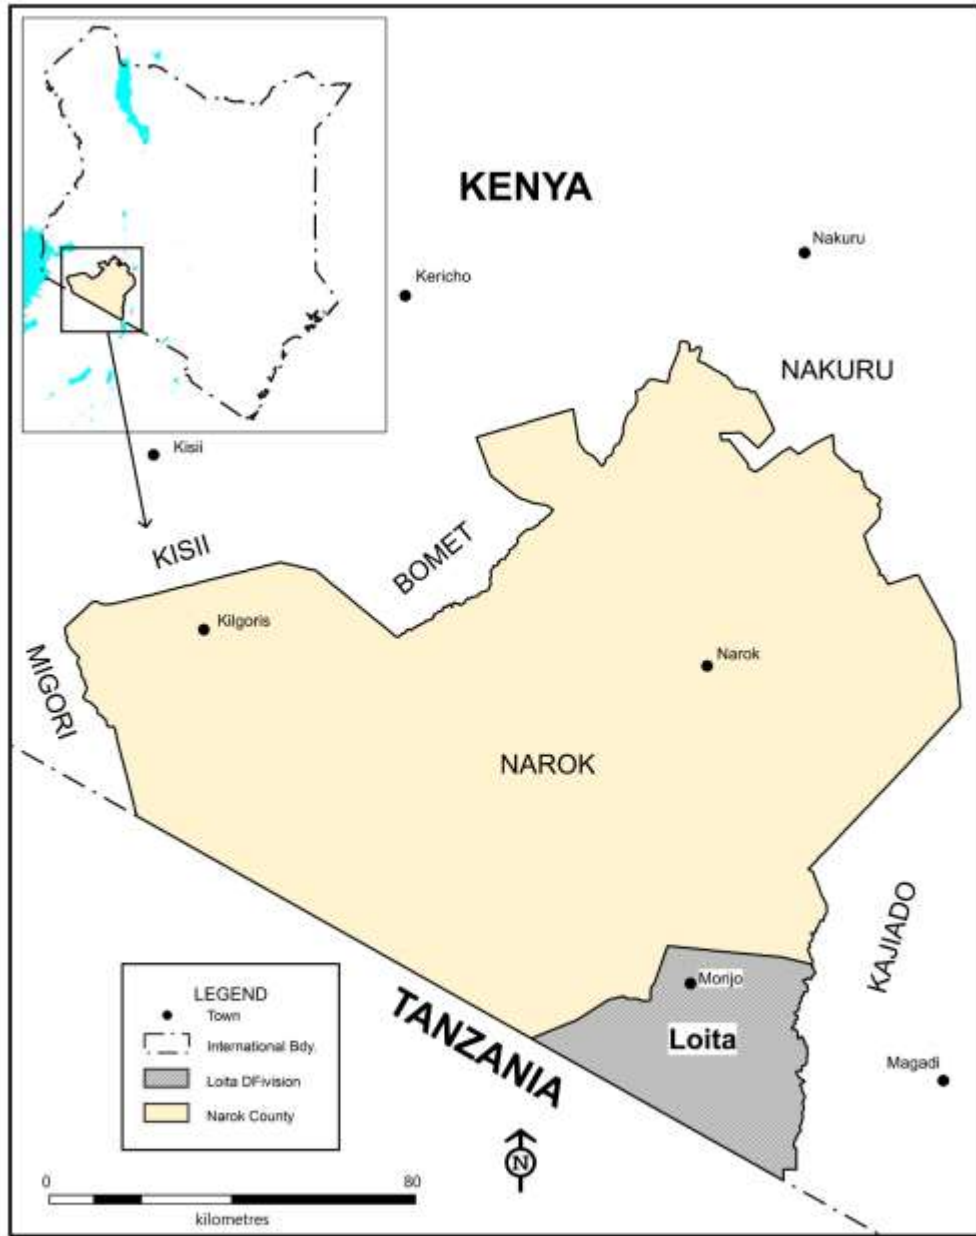 KENYA
Nakuru
Kericho
NAKURU
Kisii
KISII
BOMET
Kilgoris
MIGORI
Narok
NAROK
KAJIADO
Morijo
Loita
TANZANIA
Magadi
LEGEND
Town
International Bdy.
Loita DFivision
Narok County
N
0 80
kilometres